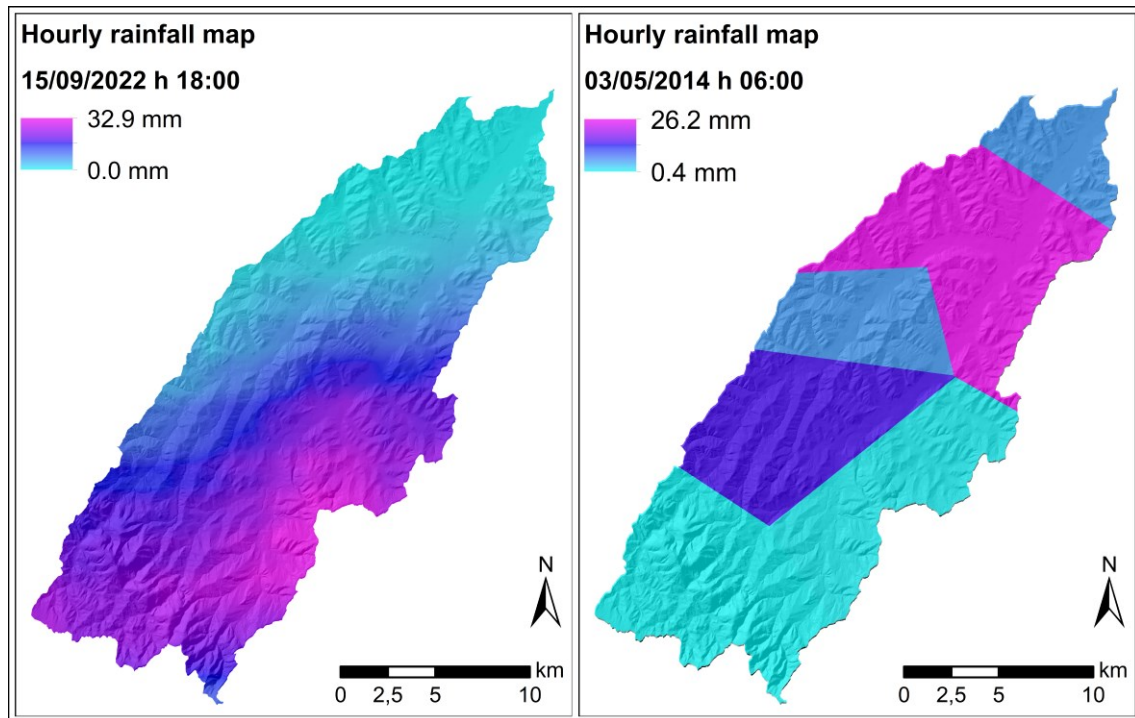 Hourly rainfall map
15/09/2022 h 18:00
32.9 mm
0.0 mm
N
km
0 2,5 5 10
Hourly rainfall map
03/05/2014 h 06:00
26.2 mm
0.4 mm
N
km
0 2,5 5 10